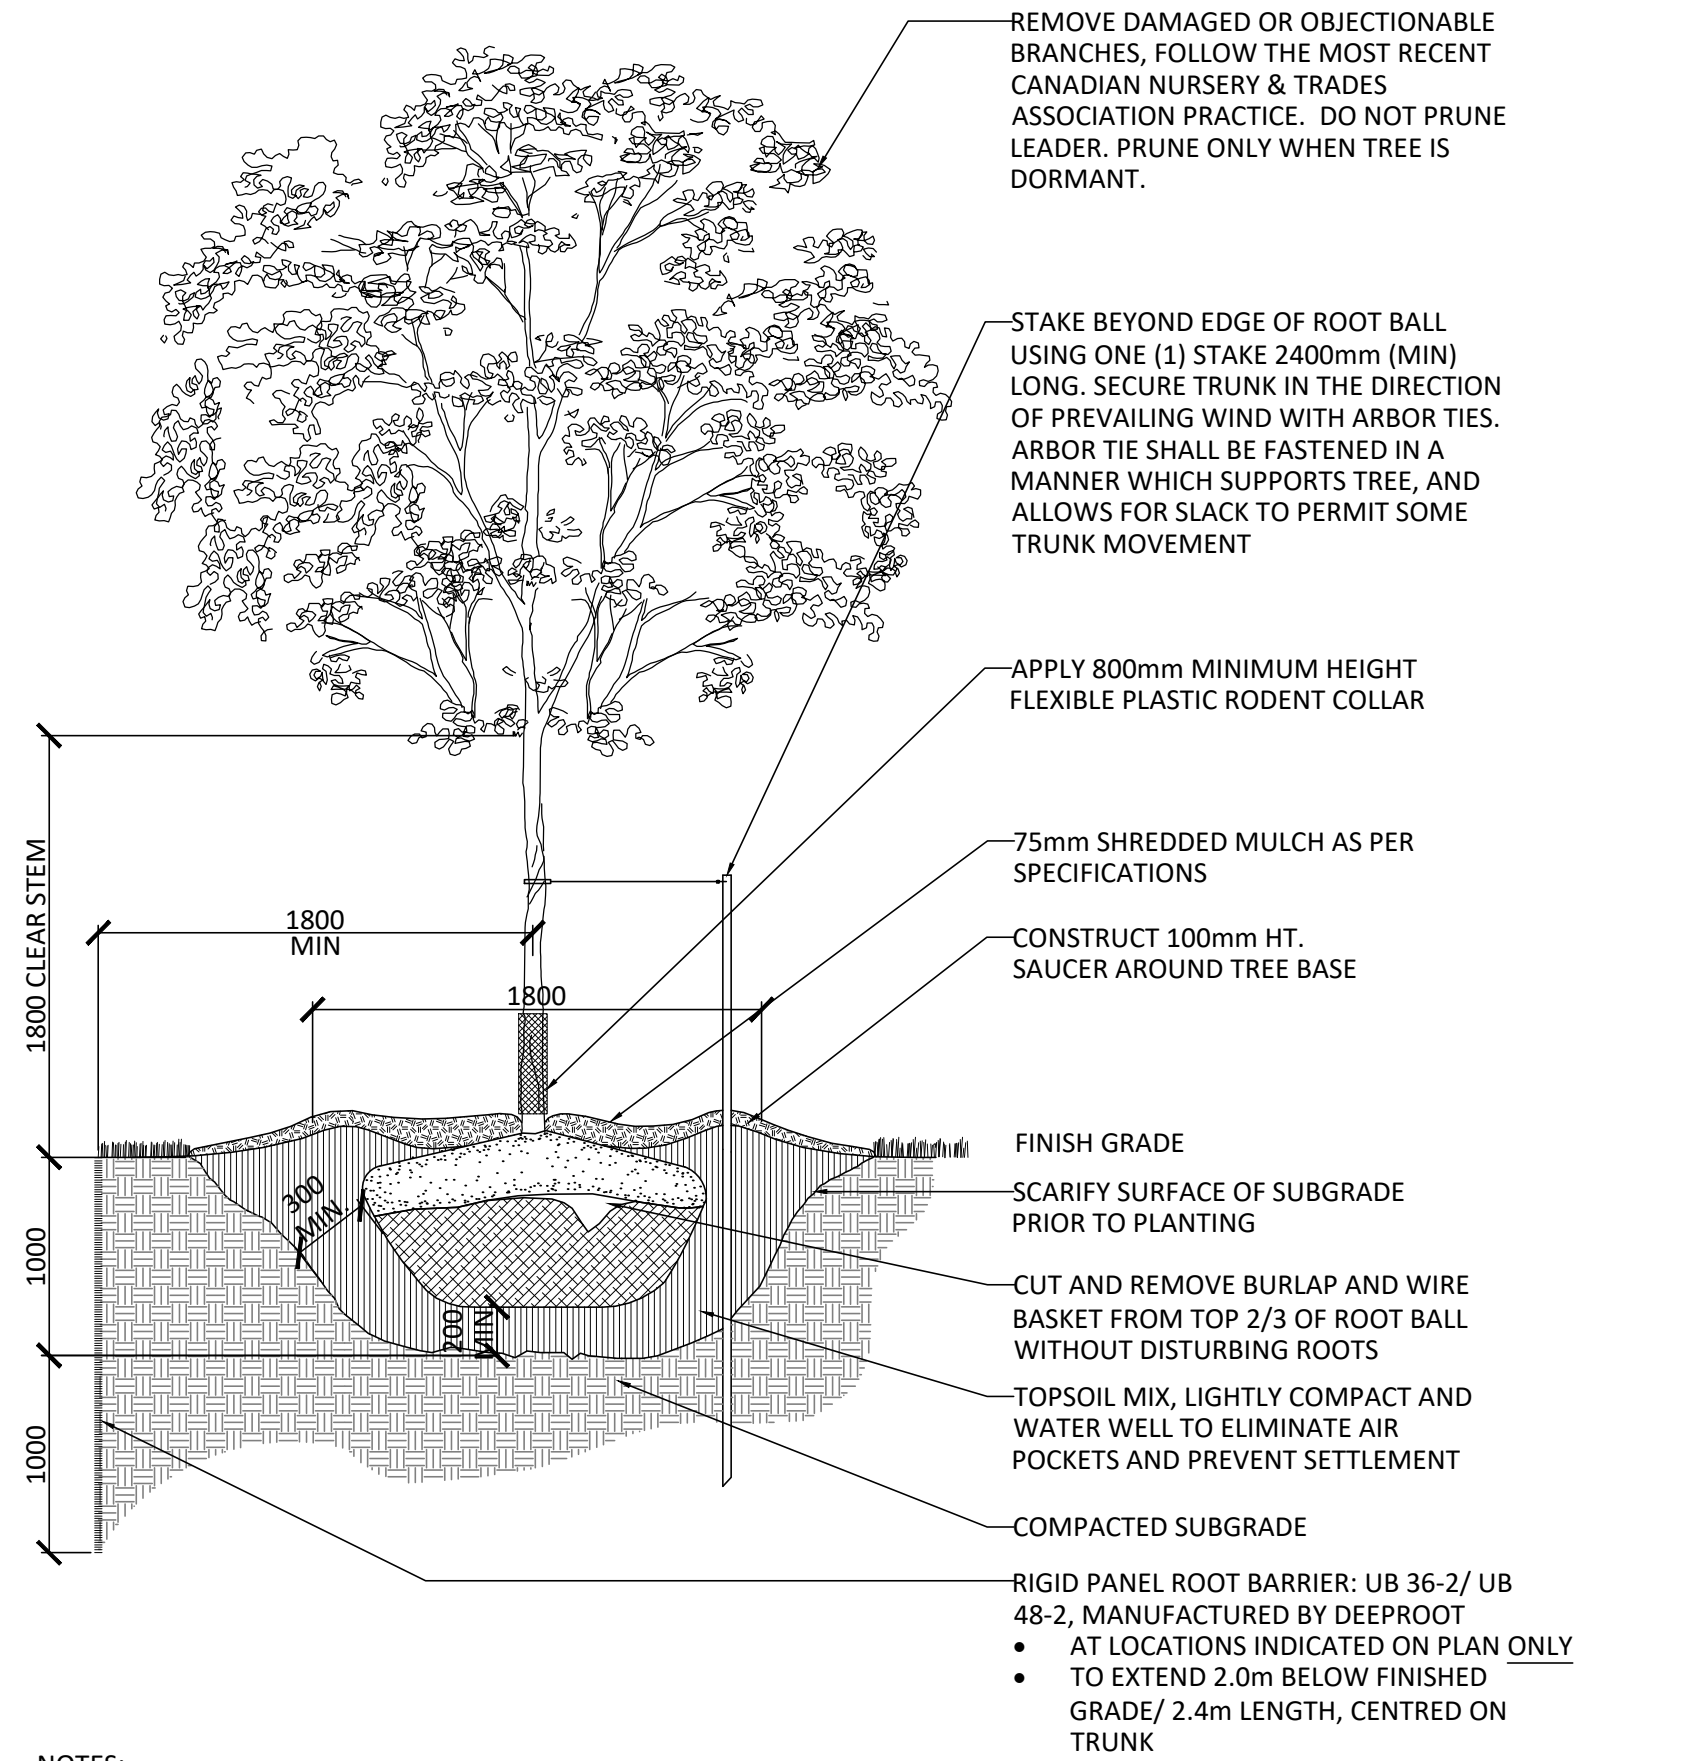 REMOVE DAMAGED OR OBJECTIONABLE
BRANCHES, FOLLOW THE MOST RECENT
CANADIAN NURSERY & TRADES
ASSOCIATION PRACTICE. DO NOT PRUNE
LEADER. PRUNE ONLY WHEN TREE IS
DORMANT.
STAKE BEYOND EDGE OF ROOT BALL
USING ONE (1) STAKE 2400mm (MIN)
LONG. SECURE TRUNK IN THE DIRECTION
OF PREVAILING WIND WITH ARBOR TIES.
ARBOR TIE SHALL BE FASTENED IN A
MANNER WHICH SUPPORTS TREE, AND
ALLOWS FOR SLACK TO PERMIT SOME
TRUNK MOVEMENT
APPLY 800mm MINIMUM HEIGHT
FLEXIBLE PLASTIC RODENT COLLAR
75mm SHREDDED MULCH AS PER
SPECIFICATIONS
CONSTRUCT 100mm HT.
SAUCER AROUND TREE BASE
FINISH GRADE
SCARIFY SURFACE OF SUBGRADE
PRIOR TO PLANTING
CUT AND REMOVE BURLAP AND WIRE
BASKET FROM TOP 2/3 OF ROOT BALL
WITHOUT DISTURBING ROOTS
TOPSOIL MIX, LIGHTLY COMPACT AND
WATER WELL TO ELIMINATE AIR
POCKETS AND PREVENT SETTLEMENT
COMPACTED SUBGRADE
RIGID PANEL ROOT BARRIER: UB 36-2/ UB
48-2, MANUFACTURED BY DEEPROOT
• AT LOCATIONS INDICATED ON PLAN ONLY
• TO EXTEND 2.0m BELOW FINISHED
GRADE/ 2.4m LENGTH, CENTRED ON
TRUNK
1800 CLEAR STEM
1800
MIN
1800
300
MIN.
200
MIN
1000
1000
NOTES: